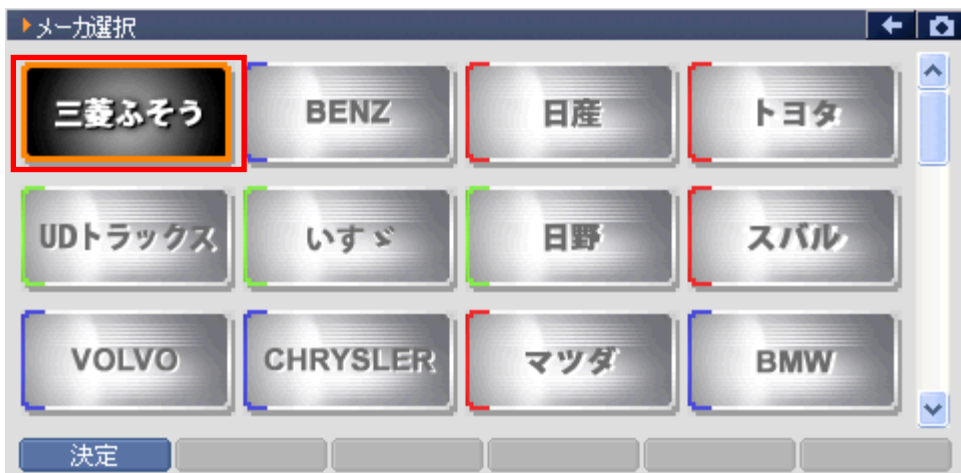 メーカ選択
三菱ふそう BENZ 日産 トヨタ
UDトラックス いすゞ 日野 スバル
VOLVO CHRYSLER マツダ BMW
決定